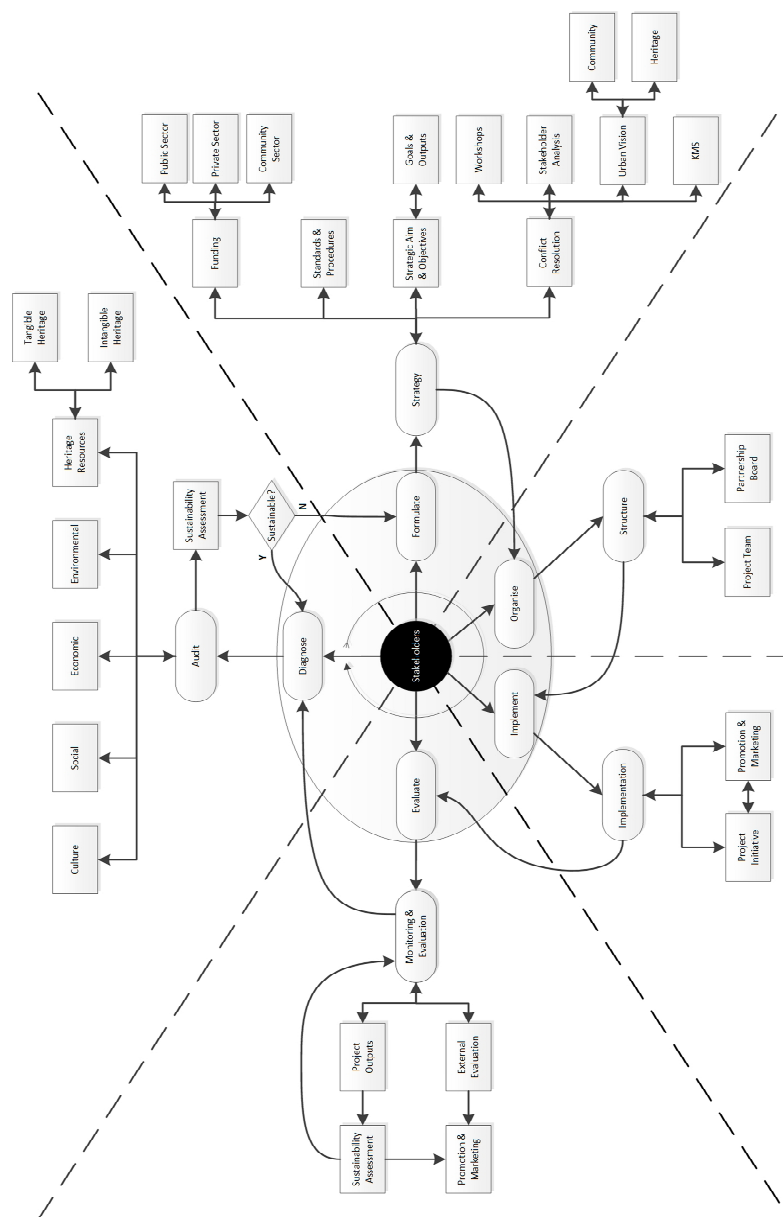 Tangible
Heritage
Intangible
Heritage
Culture
Social
Economic
Environmental
Heritage
Resources
Public Sector
Private Sector
Community
Sector
Funding
Audit
Sustainability
Assessment
Sustainable?
Y
N
Diagnose
Standards &
Procedures
Sustainability
Assessment
Project
Outputs
Monitoring &
Evaluation
Evaluate
Stakeholders
Formulate
Strategy
Strategic Aim
& Objectives
Goals &
Outputs
Promotion &
Marketing
External
Evaluation
Workshops
Implement
Organise
Conflict
Resolution
Stakeholder
Analysis
Community
Implementation
Structure
Urban Vision
Heritage
KMS
Project
Initiative
Promotion &
Marketing
Project Team
Partnership
Board